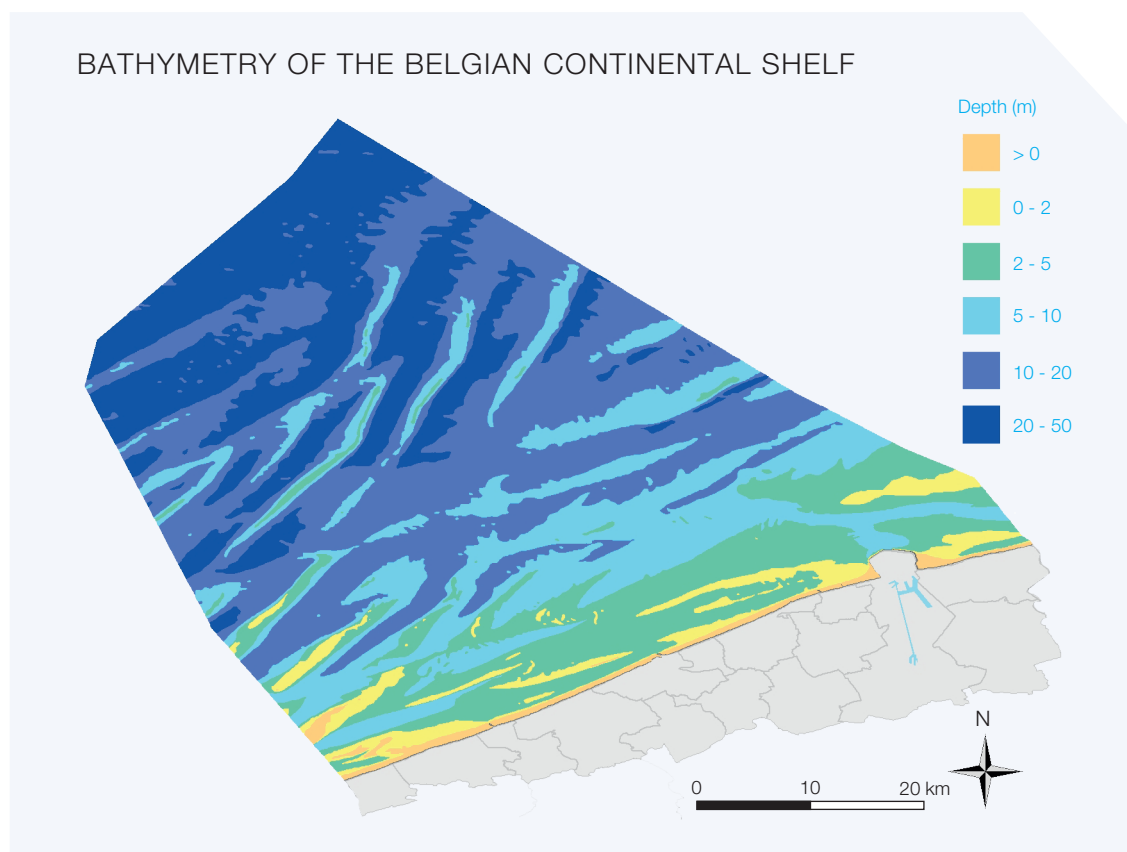 BATHYMETRY OF THE BELGIAN CONTINENTAL SHELF
Depth (m)
> 0
0 - 2
2 - 5
5 - 10
10 - 20
20 - 50
N
0 10 20 km